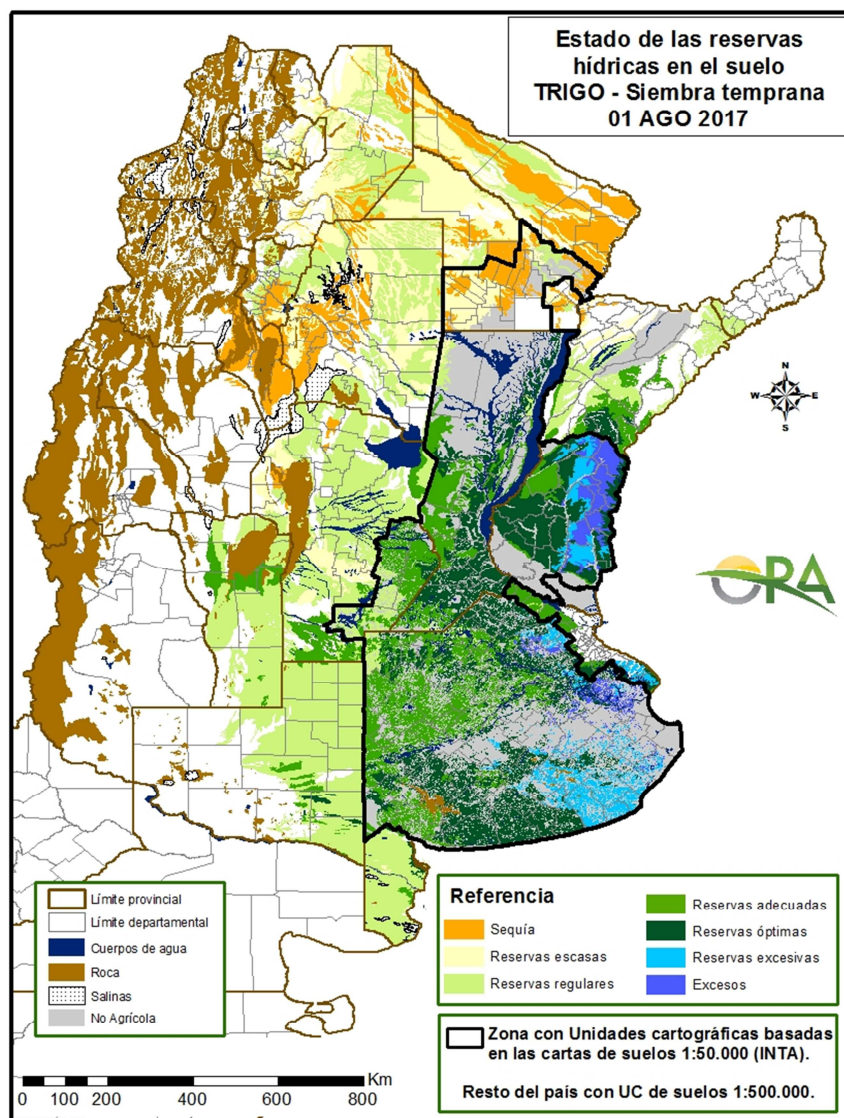 Estado de las reservas
hídricas en el suelo
TRIGO - Siembra temprana
01 AGO 2017
N
W
E
S
OPA
Límite provincial
Límite departamental
Cuerpos de agua
Roca
Salinas
No Agrícola
Referencia
Sequía
Reservas escasas
Reservas regulares
Reservas adecuadas
Reservas óptimas
Reservas excesivas
Excesos
Zona con Unidades cartográficas basadas
en las cartas de suelos 1:50.000 (INTA).
Resto del país con UC de suelos 1:500.000.
Km
0 100 200 400 600 800